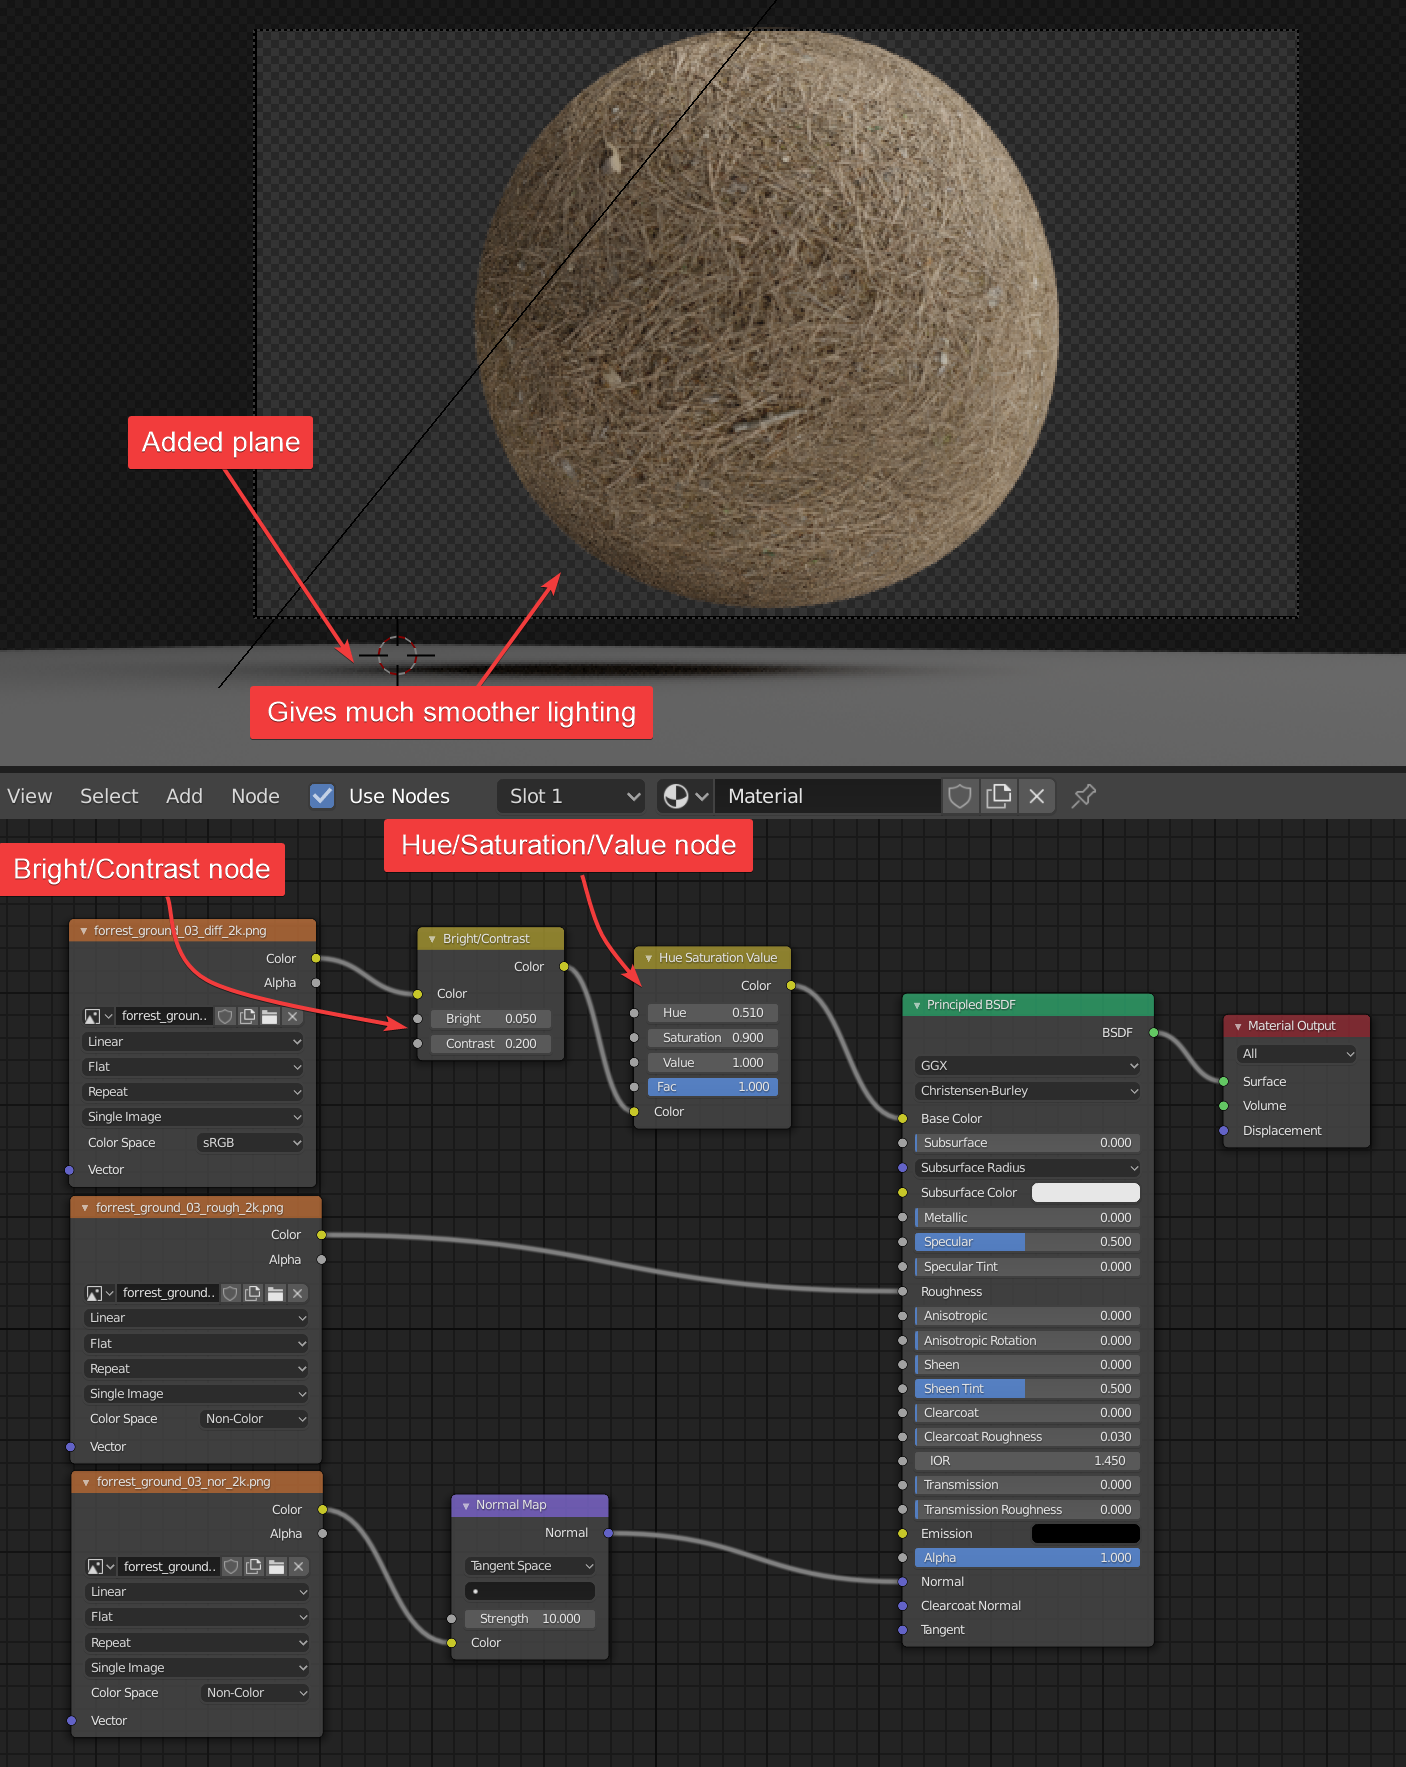 Added plane
Gives much smoother lighting
View Select Add Node Use Nodes Slot 1 Material
Hue/Saturation/Value node
Bright/Contrast node
forrest_ground_03_diff_2k.png
Color
Alpha
forrest_groun..
Linear
Flat
Repeat
Single Image
Color Space sRGB
Vector
Bright/Contrast
Color
Color
Bright 0.050
Contrast 0.200
Hue Saturation Value
Color
Hue 0.510
Saturation 0.900
Value 1.000
Fac 1.000
Color
Principled BSDF
BSDF
GGX
Christensen-Burley
Base Color
Subsurface 0.000
Subsurface Radius
Subsurface Color
Metallic 0.000
Specular 0.500
Specular Tint 0.000
Roughness
Anisotropic 0.000
Anisotropic Rotation 0.000
Sheen 0.000
Sheen Tint 0.500
Clearcoat 0.000
Clearcoat Roughness 0.030
IOR 1.450
Transmission 0.000
Transmission Roughness 0.000
Emission
Alpha 1.000
Normal
Clearcoat Normal
Tangent
Material Output
All
Surface
Volume
Displacement
forrest_ground_03_rough_2k.png
Color
Alpha
forrest_ground..
Linear
Flat
Repeat
Single Image
Color Space Non-Color
Vector
forrest_ground_03_nor_2k.png
Color
Alpha
forrest_ground..
Linear
Flat
Repeat
Single Image
Color Space Non-Color
Vector
Normal Map
Normal
Tangent Space
Strength 10.000
Color